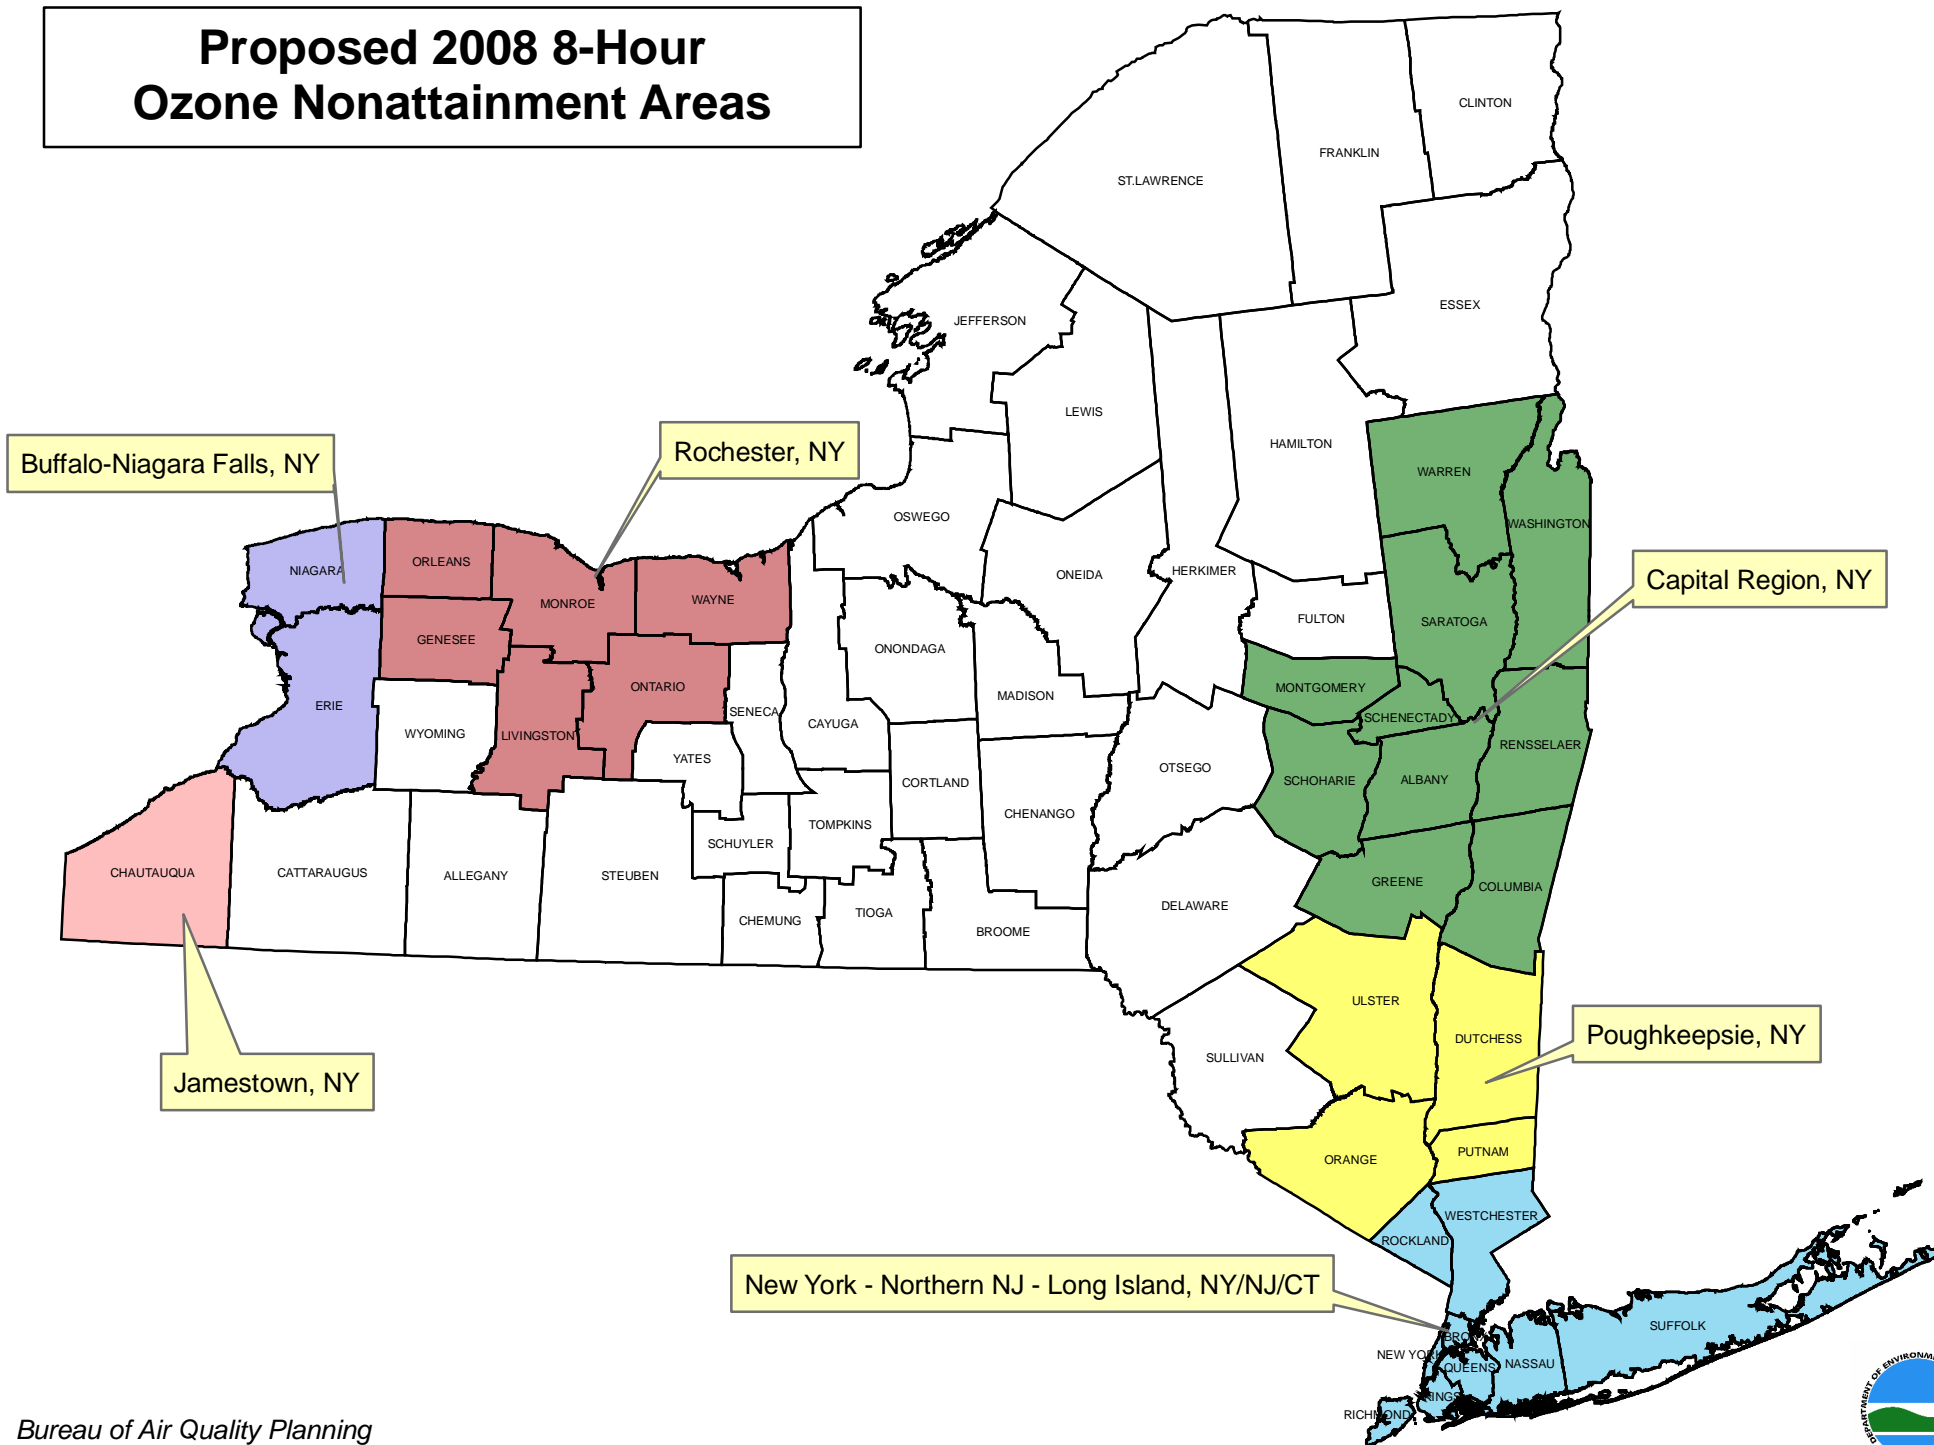 Proposed 2008 8-Hour
Ozone Nonattainment Areas
CLINTON
FRANKLIN
ST.LAWRENCE
ESSEX
JEFFERSON
LEWIS
HAMILTON
Buffalo-Niagara Falls, NY
Rochester, NY
WARREN
OSWEGO
WASHINGTON
NIAGARA
ORLEANS
MONROE
WAYNE
ONEIDA
HERKIMER
Capital Region, NY
GENESEE
FULTON
SARATOGA
ONONDAGA
ONTARIO
MADISON
MONTGOMERY
ERIE
WYOMING
LIVINGSTON
SENECA
CAYUGA
SCHENECTADY
RENSSELAER
YATES
OTSEGO
CORTLAND
SCHOHARIE
ALBANY
CHENANGO
TOMPKINS
SCHUYLER
CHAUTAUQUA
CATTARAUGUS
ALLEGANY
STEUBEN
GREENE
COLUMBIA
CHEMUNG
TIOGA
BROOME
DELAWARE
ULSTER
DUTCHESS
Poughkeepsie, NY
SULLIVAN
Jamestown, NY
ORANGE
PUTNAM
WESTCHESTER
ROCKLAND
New York - Northern NJ - Long Island, NY/NJ/CT
SUFFOLK
NEW YORK
QUEENS
NASSAU
RICHMOND
Bureau of Air Quality Planning